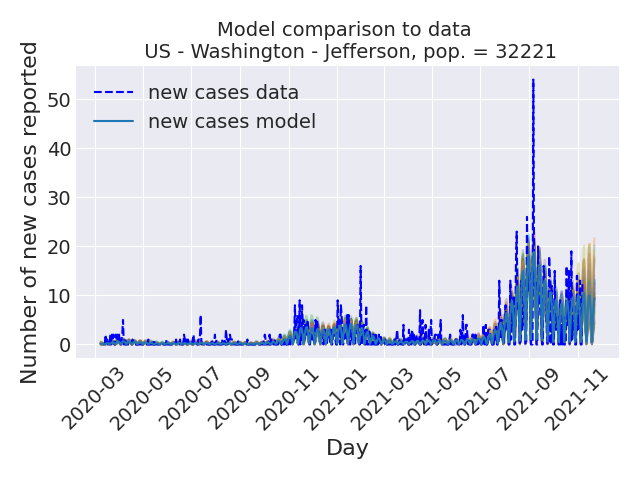 Model comparison to data
US - Washington - Jefferson, pop. = 32221
Number of new cases reported
50
40
30
20
10
0
new cases data
new cases model
2020-03
2020-05
2020-07
2020-09
2020-11
2021-01
2021-03
2021-05
2021-07
2021-09
2021-11
Day